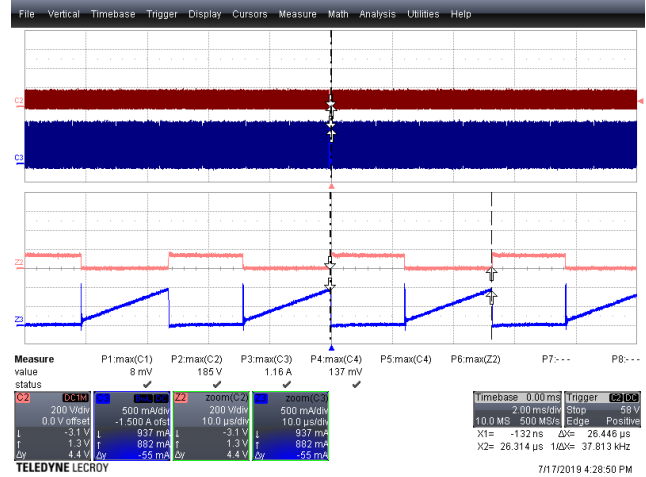 File Vertical Timebase Trigger Display Cursors Measure Math Analysis Utilities Help
C2
C3
Z2
Z3
Measure P1:max(C1) P2:max(C2) P3:max(C3) P4:max(C4) P5:max(C4) P6:max(Z2) P7:--- P8:---
value 8 mV 185 V 1.16 A 137 mV
status
C2 DC1M Z2 zoom(C2) zoom(C3) Timebase 0.00 ms Trigger C2 DC
200 V/div 500 mA/div 200 V/div 500 mA/div 2.00 ms/div Stop 58 V
0.0 V offset -1.500 A ofst 10.0 µs/div 10.0 µs/div 10.0 MS 500 MS/s Edge Positive
-3.1 V 937 mA -3.1 V 937 mA X1= -132 ns ΔX= 26.446 µs
1.3 V 882 mA 1.3 V 882 mA X2= 26.314 µs 1/ΔX= 37.813 kHz
Δy 4.4 V Δy -55 mA Δy 4.4 V Δy -55 mA
TELEDYNE LECROY 7/17/2019 4:28:50 PM